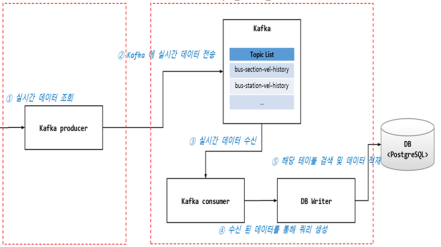 Kafka
② Kafka 에 실시간 데이터 전송
Topic List
bus-section-vel-history
bus-station-vel-history
...
① 실시간 데이터 조회
Kafka producer
③ 실시간 데이터 수신
DB
<PostgreSQL>
⑤ 해당 테이블 검색 및 데이터 적재
Kafka consumer
DB Writer
④ 수신 된 데이터를 통해 쿼리 생성